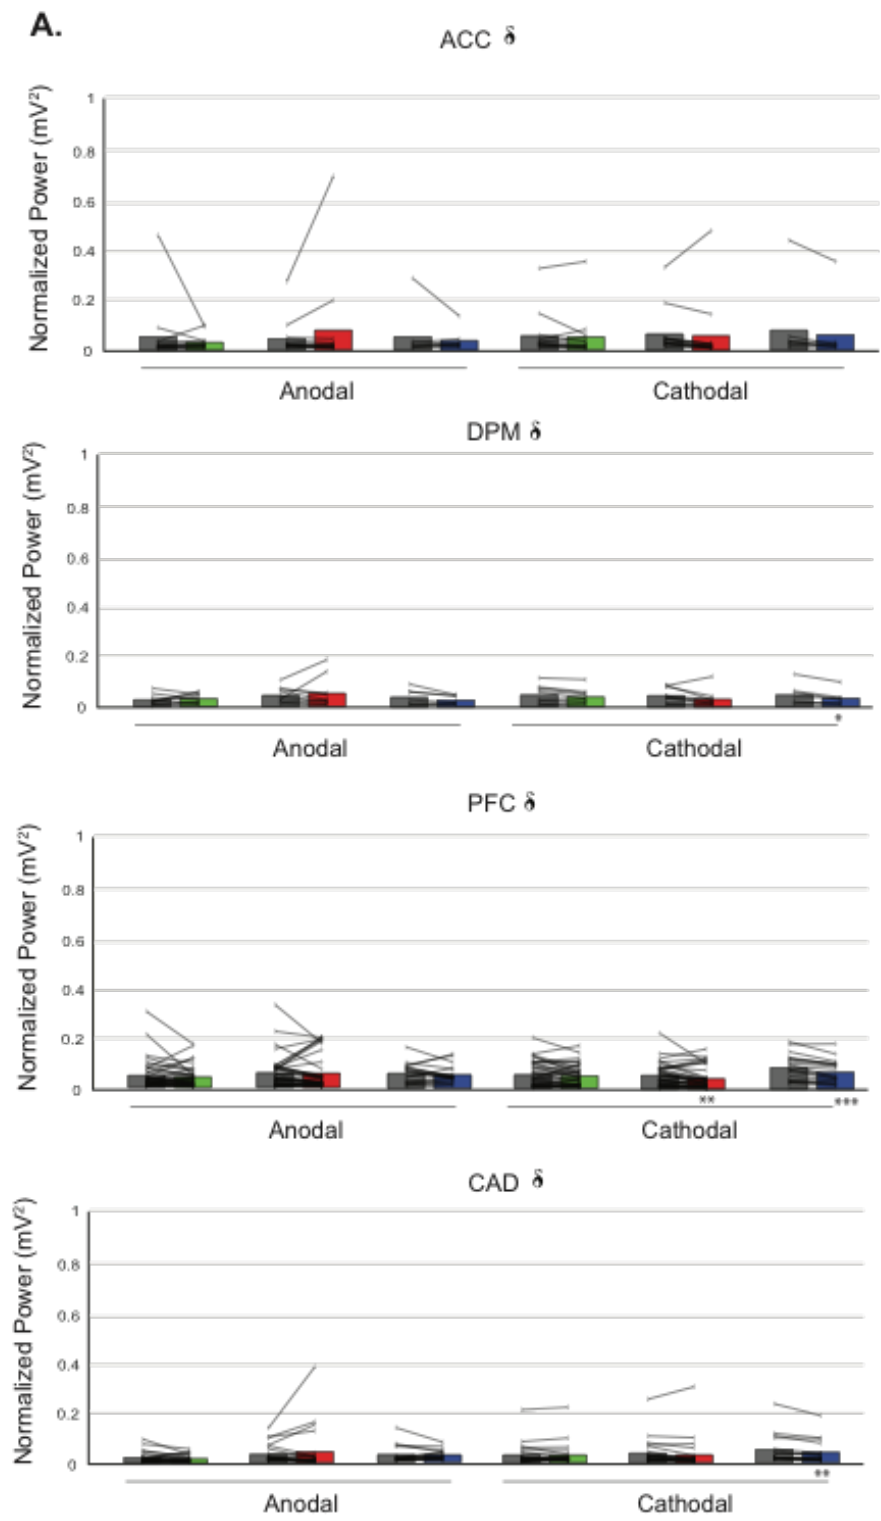 A.
ACC δ
Normalized Power (mV²)
1
0.8
0.6
0.4
0.2
0
Anodal
Cathodal
DPM δ
Normalized Power (mV²)
1
0.8
0.6
0.4
0.2
0
*
Anodal
Cathodal
PFC δ
Normalized Power (mV²)
1
0.8
0.6
0.4
0.2
0
** ***
Anodal
Cathodal
CAD δ
Normalized Power (mV²)
1
0.8
0.6
0.4
0.2
0
**
Anodal
Cathodal